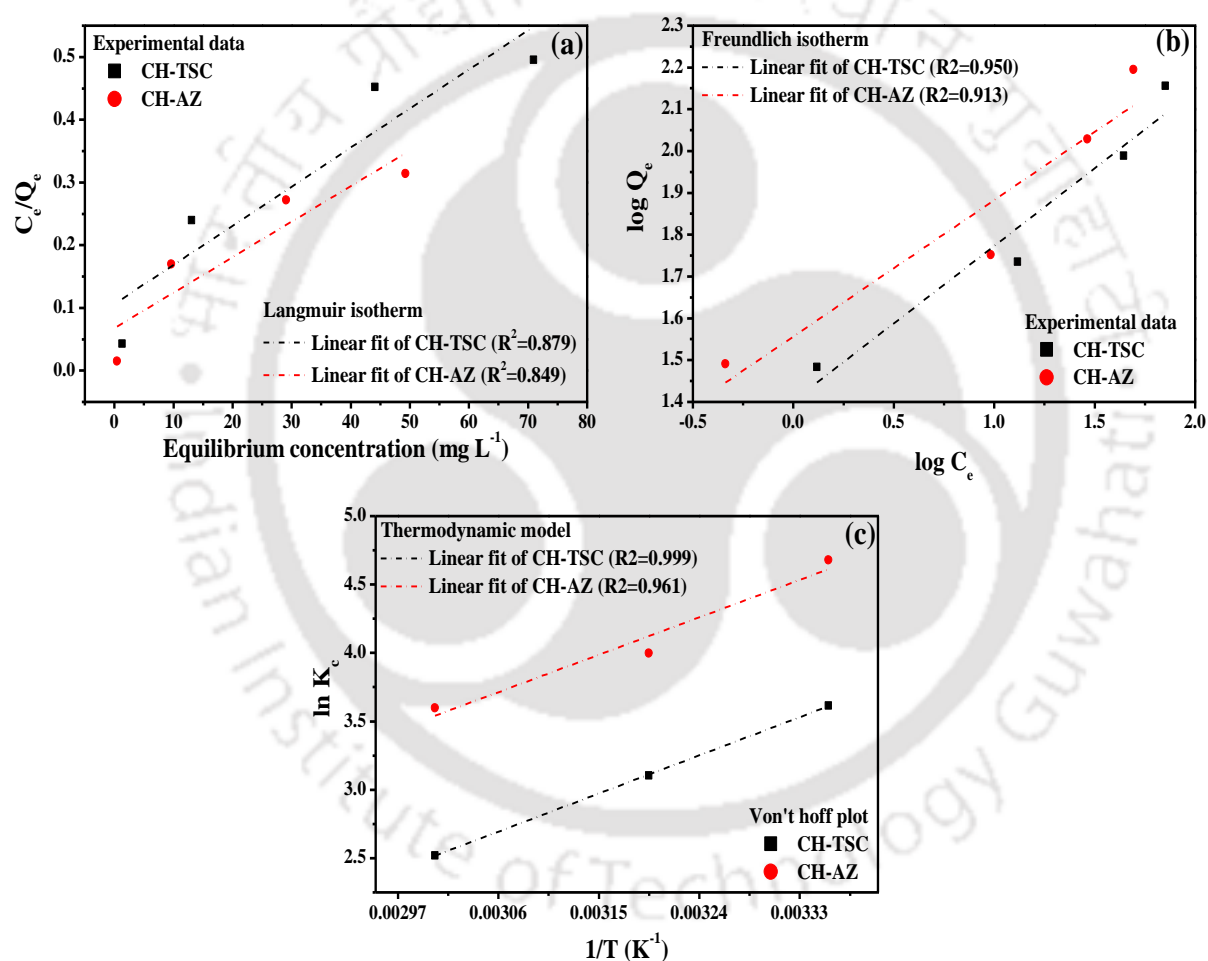 (a)
Experimental data
CH-TSC
CH-AZ
0.5
0.4
0.3
0.2
0.1
0.0
C_e/Q_e
Langmuir isotherm
Linear fit of CH-TSC (R²=0.879)
Linear fit of CH-AZ (R²=0.849)
0 10 20 30 40 50 60 70 80
Equilibrium concentration (mg L⁻¹)
(b)
Freundlich isotherm
Linear fit of CH-TSC (R2=0.950)
Linear fit of CH-AZ (R2=0.913)
2.3
2.2
2.1
2.0
1.9
1.8
1.7
1.6
1.5
1.4
log Q_e
Experimental data
CH-TSC
CH-AZ
-0.5 0.0 0.5 1.0 1.5 2.0
log C_e
(c)
Thermodynamic model
Linear fit of CH-TSC (R2=0.999)
Linear fit of CH-AZ (R2=0.961)
5.0
4.5
4.0
3.5
3.0
2.5
ln K_c
Von't hoff plot
CH-TSC
CH-AZ
0.00297 0.00306 0.00315 0.00324 0.00333
1/T (K⁻¹)
Indian Institute of Technology Guwahati